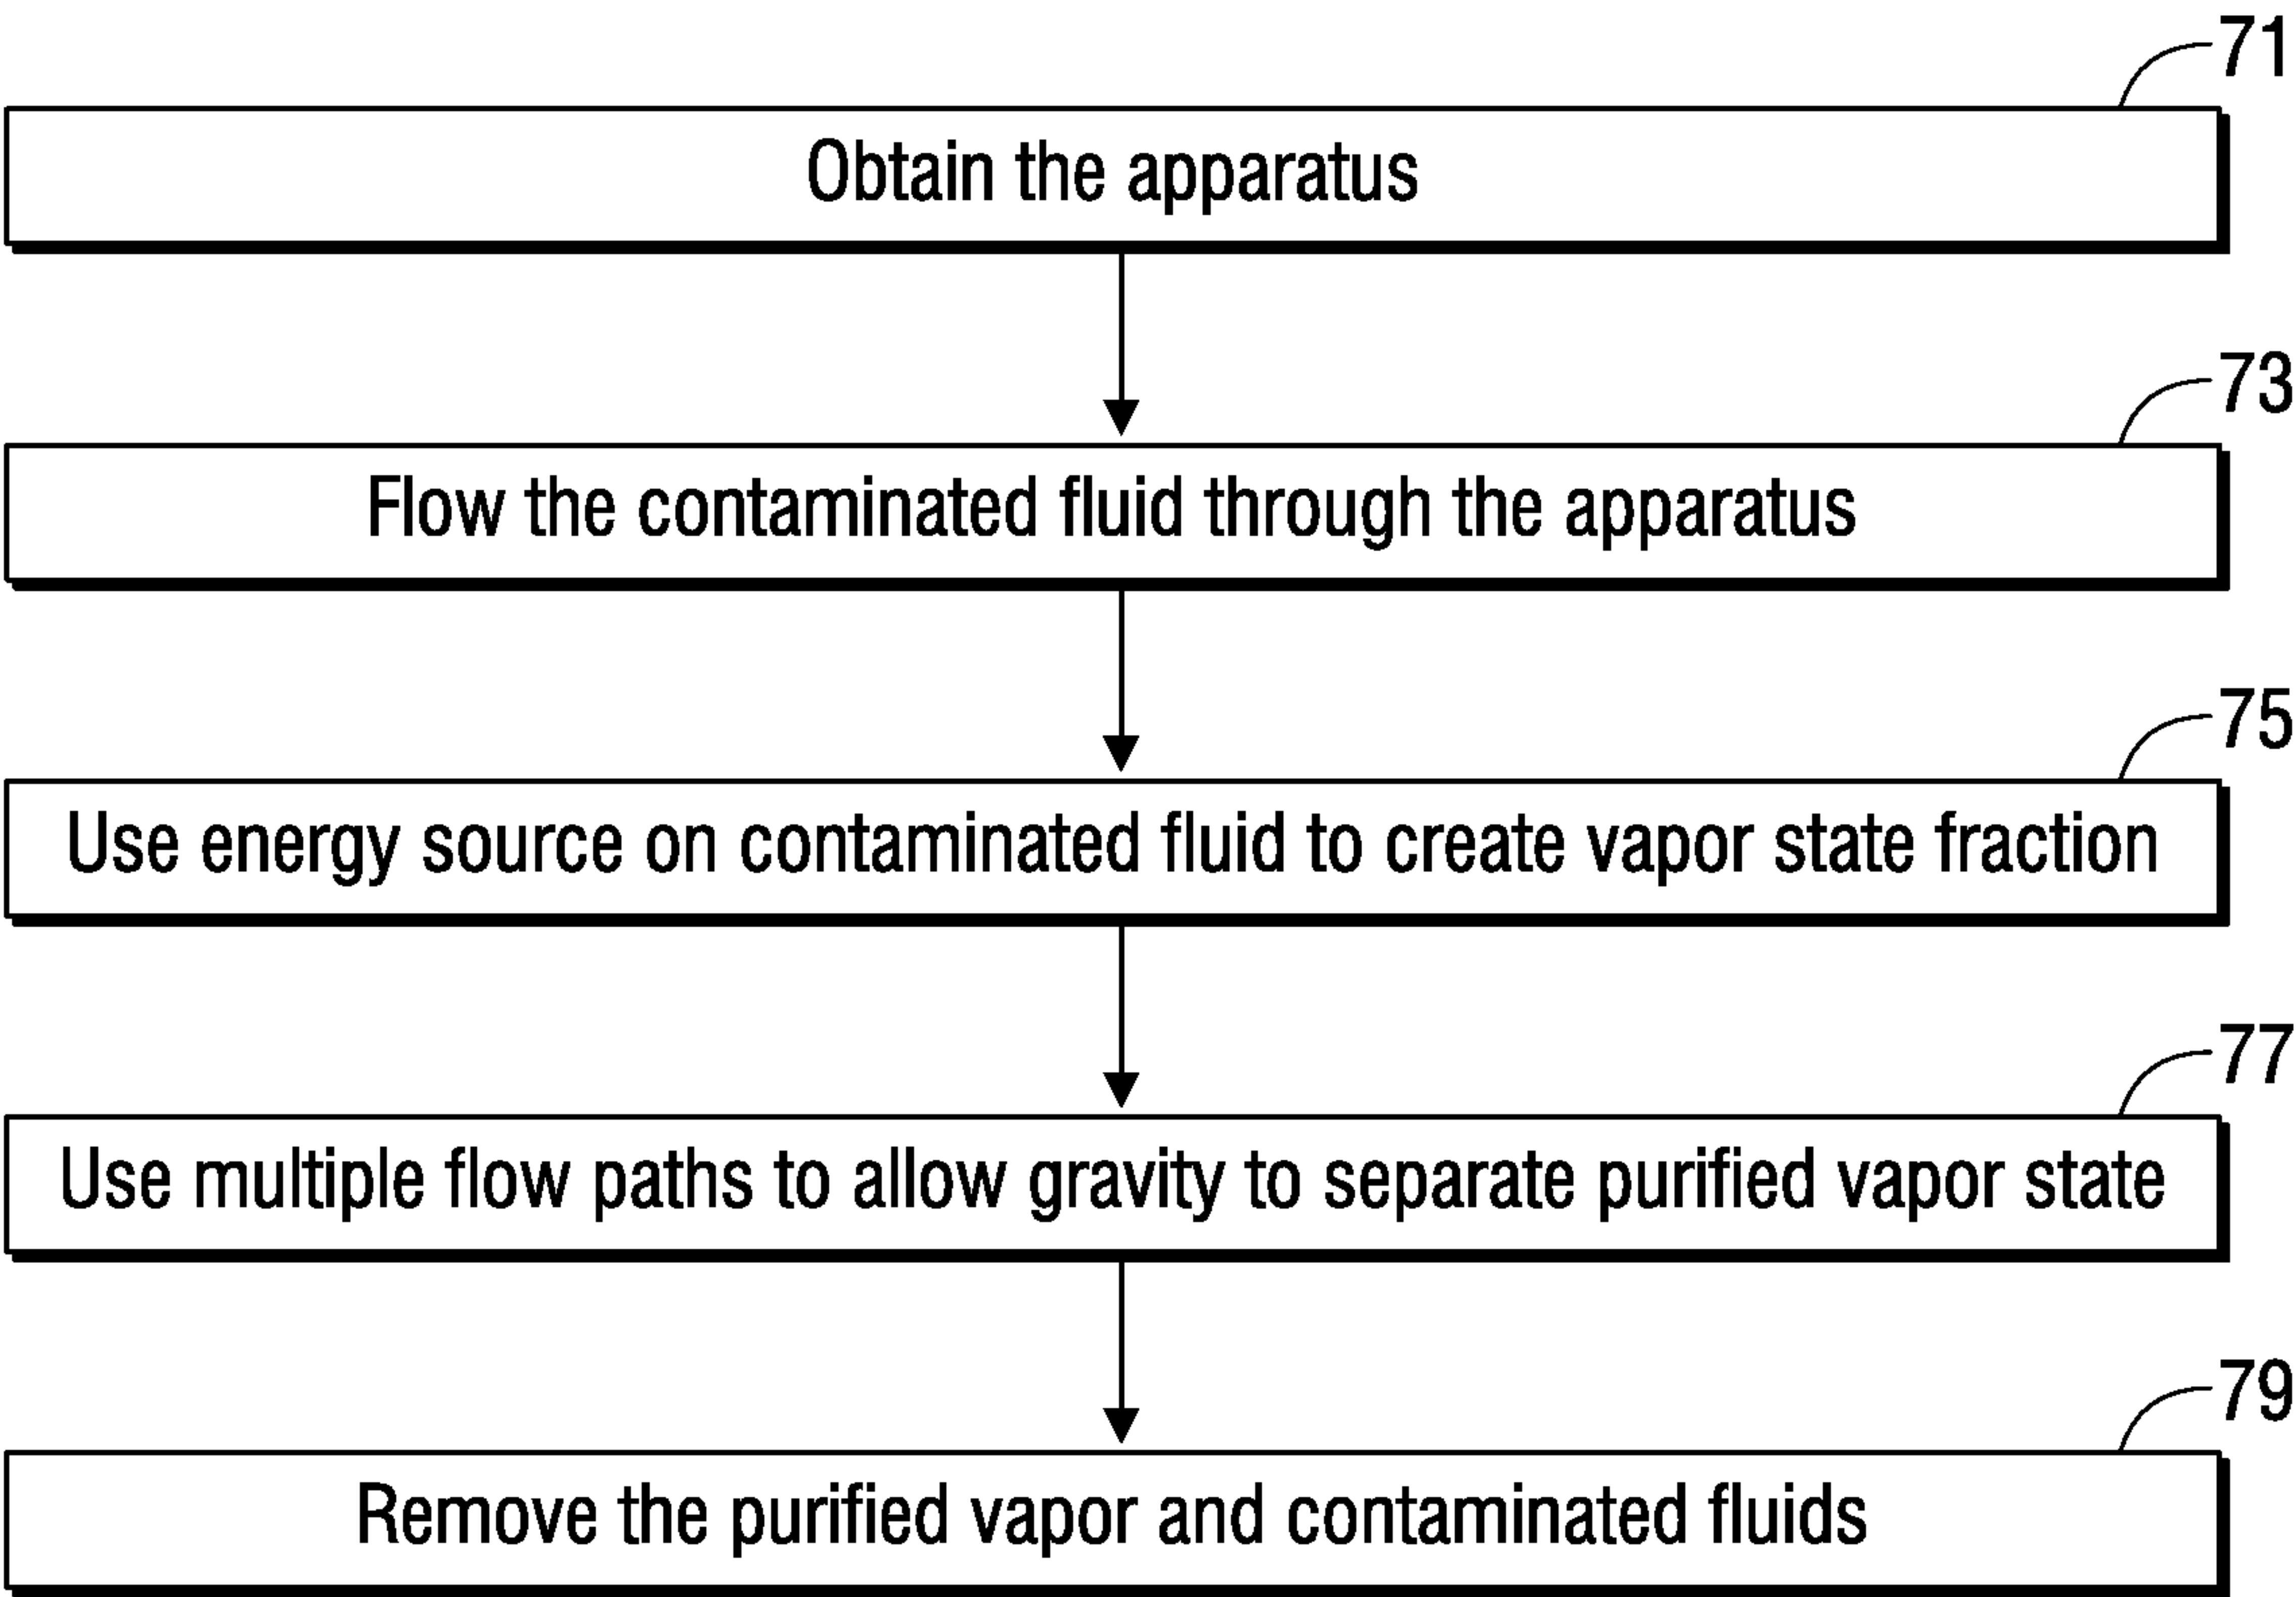 71
Obtain the apparatus
73
Flow the contaminated fluid through the apparatus
75
Use energy source on contaminated fluid to create vapor state fraction
77
Use multiple flow paths to allow gravity to separate purified vapor state
79
Remove the purified vapor and contaminated fluids